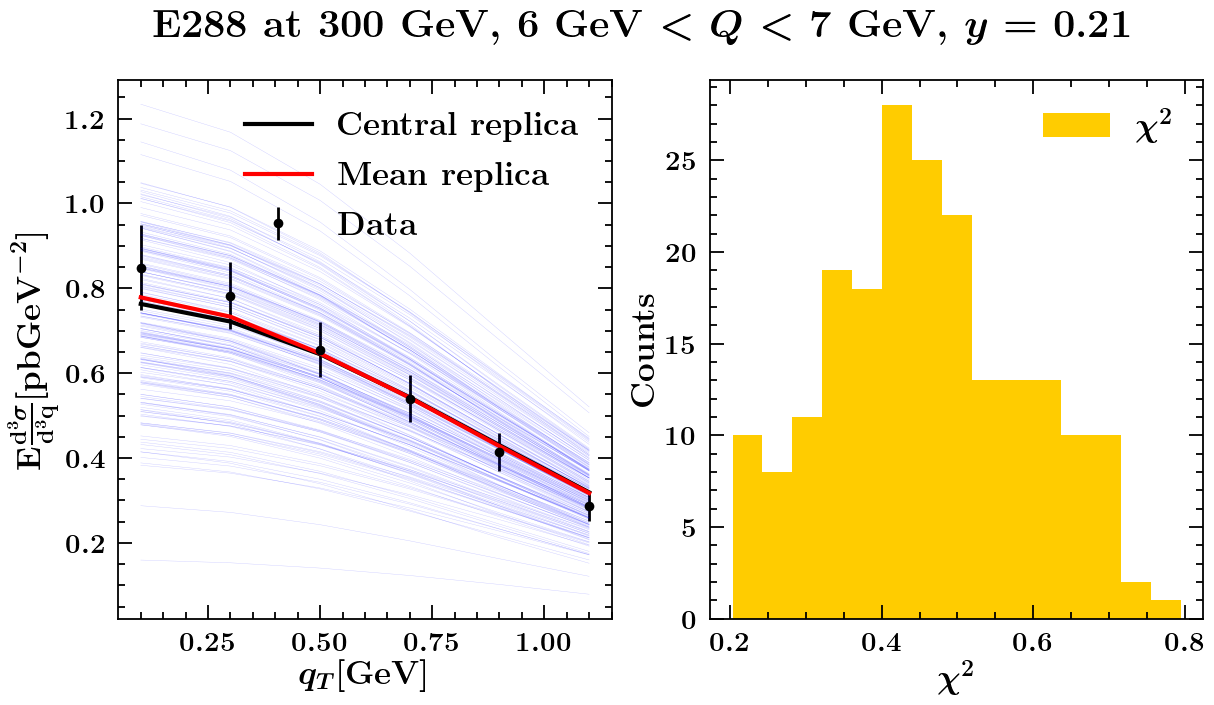 E288 at 300 GeV, 6 GeV < Q < 7 GeV, y = 0.21
Central replica
Mean replica
Data
1.2
1.0
0.8
0.6
0.4
0.2
E d³σ/d³q [pbGeV⁻²]
0.25 0.50 0.75 1.00
q_T[GeV]
χ²
25
20
15
10
5
0
Counts
0.2 0.4 0.6 0.8
χ²